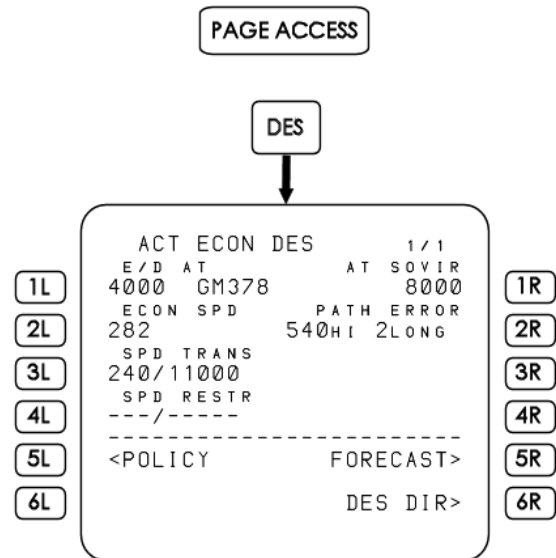 PAGE ACCESS
DES
ACT ECON DES 1/1
E/D AT AT SOVIR
1L 4000 GM378 8000 1R
ECON SPD PATH ERROR
2L 282 540HI 2LONG 2R
SPD TRANS
3L 240/11000 3R
SPD RESTR
4L ---/----- 4R
--------------------------
5L <POLICY FORECAST> 5R
6L DES DIR> 6R